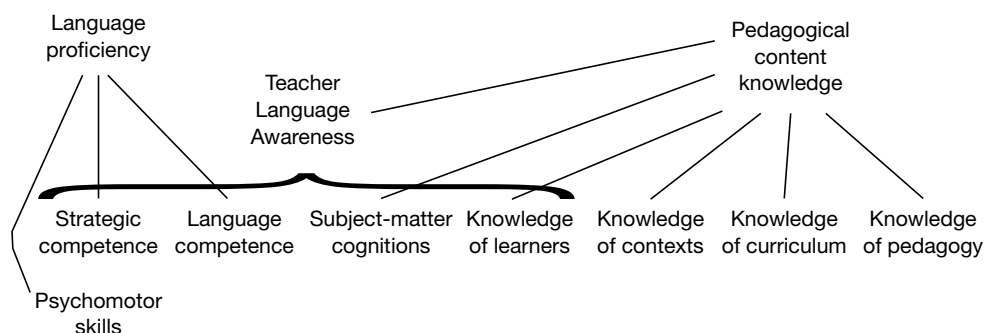 Language
proficiency
Pedagogical
content
knowledge
Teacher
Language
Awareness
Strategic
competence
Language
competence
Subject-matter
cognitions
Knowledge
of learners
Knowledge
of contexts
Knowledge
of curriculum
Knowledge
of pedagogy
Psychomotor
skills